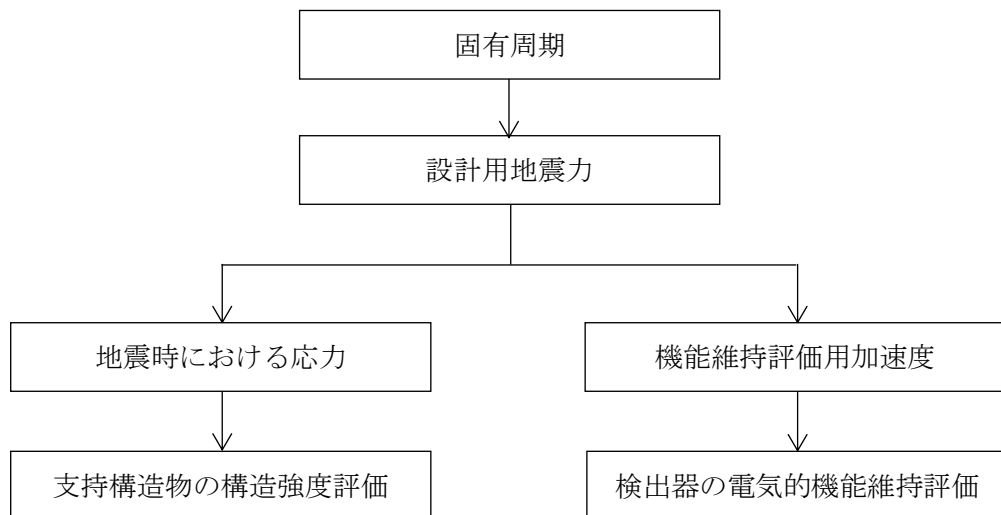 固有周期
設計用地震力
地震時における応力
機能維持評価用加速度
支持構造物の構造強度評価
検出器の電気的機能維持評価